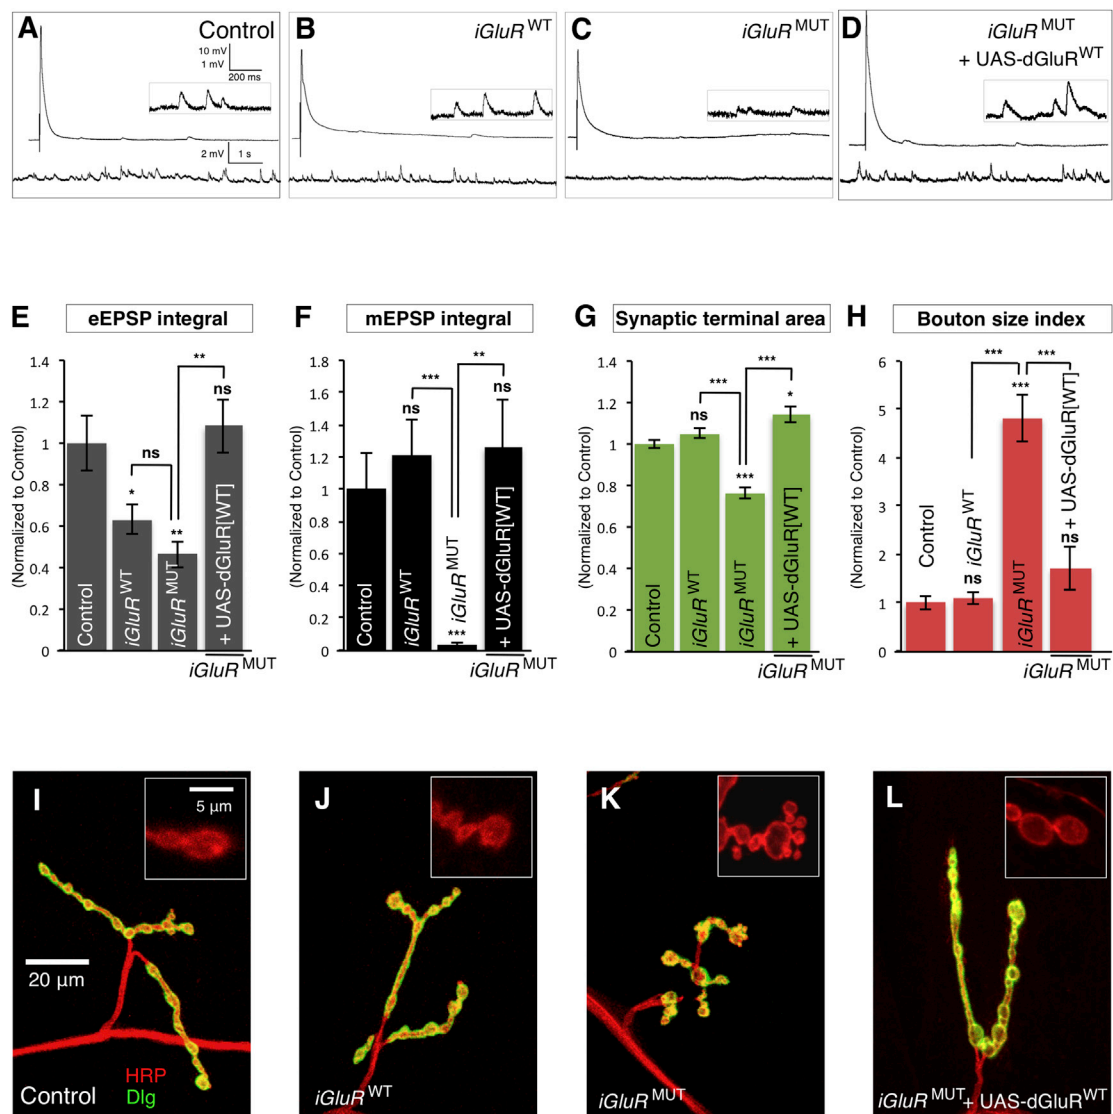 A
Control
10 mV
1 mV
200 ms
2 mV
1 s
B
iGluR WT
C
iGluR MUT
D
iGluR MUT
+ UAS-dGluR WT
E
eEPSP integral
(Normalized to Control)
1.4
1.2
1
0.8
0.6
0.4
0.2
0
**
ns
ns
*
**
Control
iGluR WT
iGluR MUT
+ UAS-dGluR[WT]
iGluR MUT
F
mEPSP integral
(Normalized to Control)
1.8
1.6
1.4
1.2
1.0
0.8
0.6
0.4
0.2
0
**
***
ns
ns
***
Control
iGluR WT
iGluR MUT
+ UAS-dGluR[WT]
iGluR MUT
G
Synaptic terminal area
(Normalized to Control)
1.4
1.2
1.0
0.8
0.6
0.4
0.2
0
***
***
ns
*
***
Control
iGluR WT
iGluR MUT
+ UAS-dGluR[WT]
iGluR MUT
H
Bouton size index
(Normalized to Control)
6
5
4
3
2
1
0
***
***
***
ns
ns
Control
iGluR WT
iGluR MUT
+ UAS-dGluR[WT]
iGluR MUT
I
5 µm
20 µm
HRP
Dlg
Control
J
iGluR WT
K
iGluR MUT
L
iGluR MUT + UAS-dGluR WT